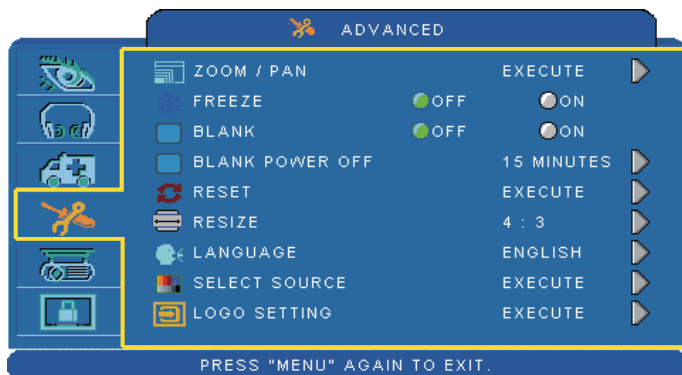 ADVANCED
ZOOM / PAN EXECUTE
FREEZE OFF ON
BLANK OFF ON
BLANK POWER OFF 15 MINUTES
RESET EXECUTE
RESIZE 4 : 3
LANGUAGE ENGLISH
SELECT SOURCE EXECUTE
LOGO SETTING EXECUTE
PRESS "MENU" AGAIN TO EXIT.